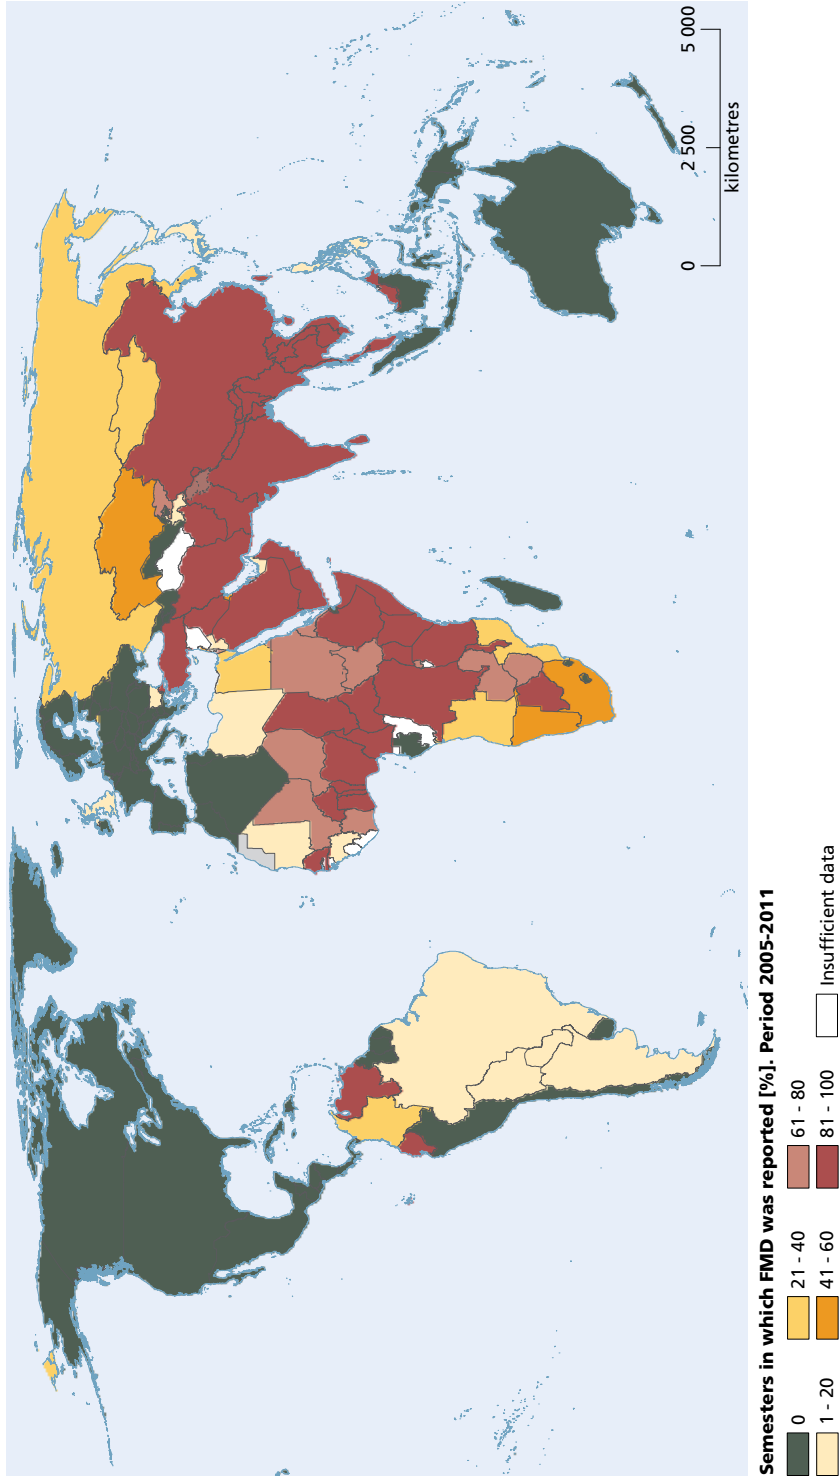 5 000
2 500
0
kilometres
Semesters in which FMD was reported [%]. Period 2005-2011
0
21 - 40
61 - 80
1 - 20
41 - 60
81 - 100
Insufficient data